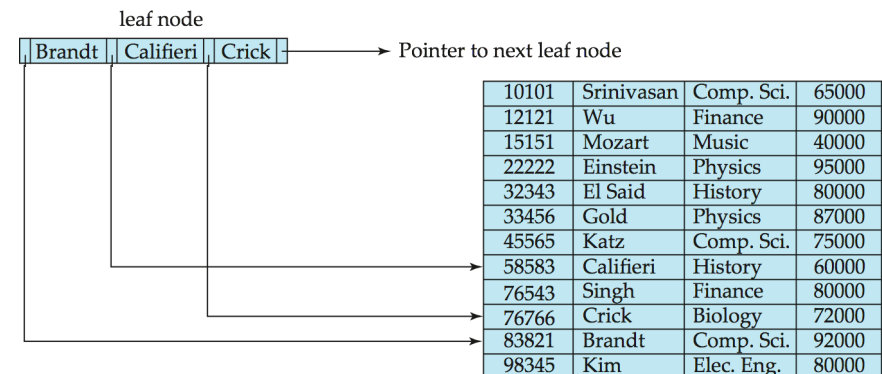 leaf node
Brandt Califieri Crick
Pointer to next leaf node
10101 Srinivasan Comp. Sci. 65000
12121 Wu Finance 90000
15151 Mozart Music 40000
22222 Einstein Physics 95000
32343 El Said History 80000
33456 Gold Physics 87000
45565 Katz Comp. Sci. 75000
58583 Califieri History 60000
76543 Singh Finance 80000
76766 Crick Biology 72000
83821 Brandt Comp. Sci. 92000
98345 Kim Elec. Eng. 80000